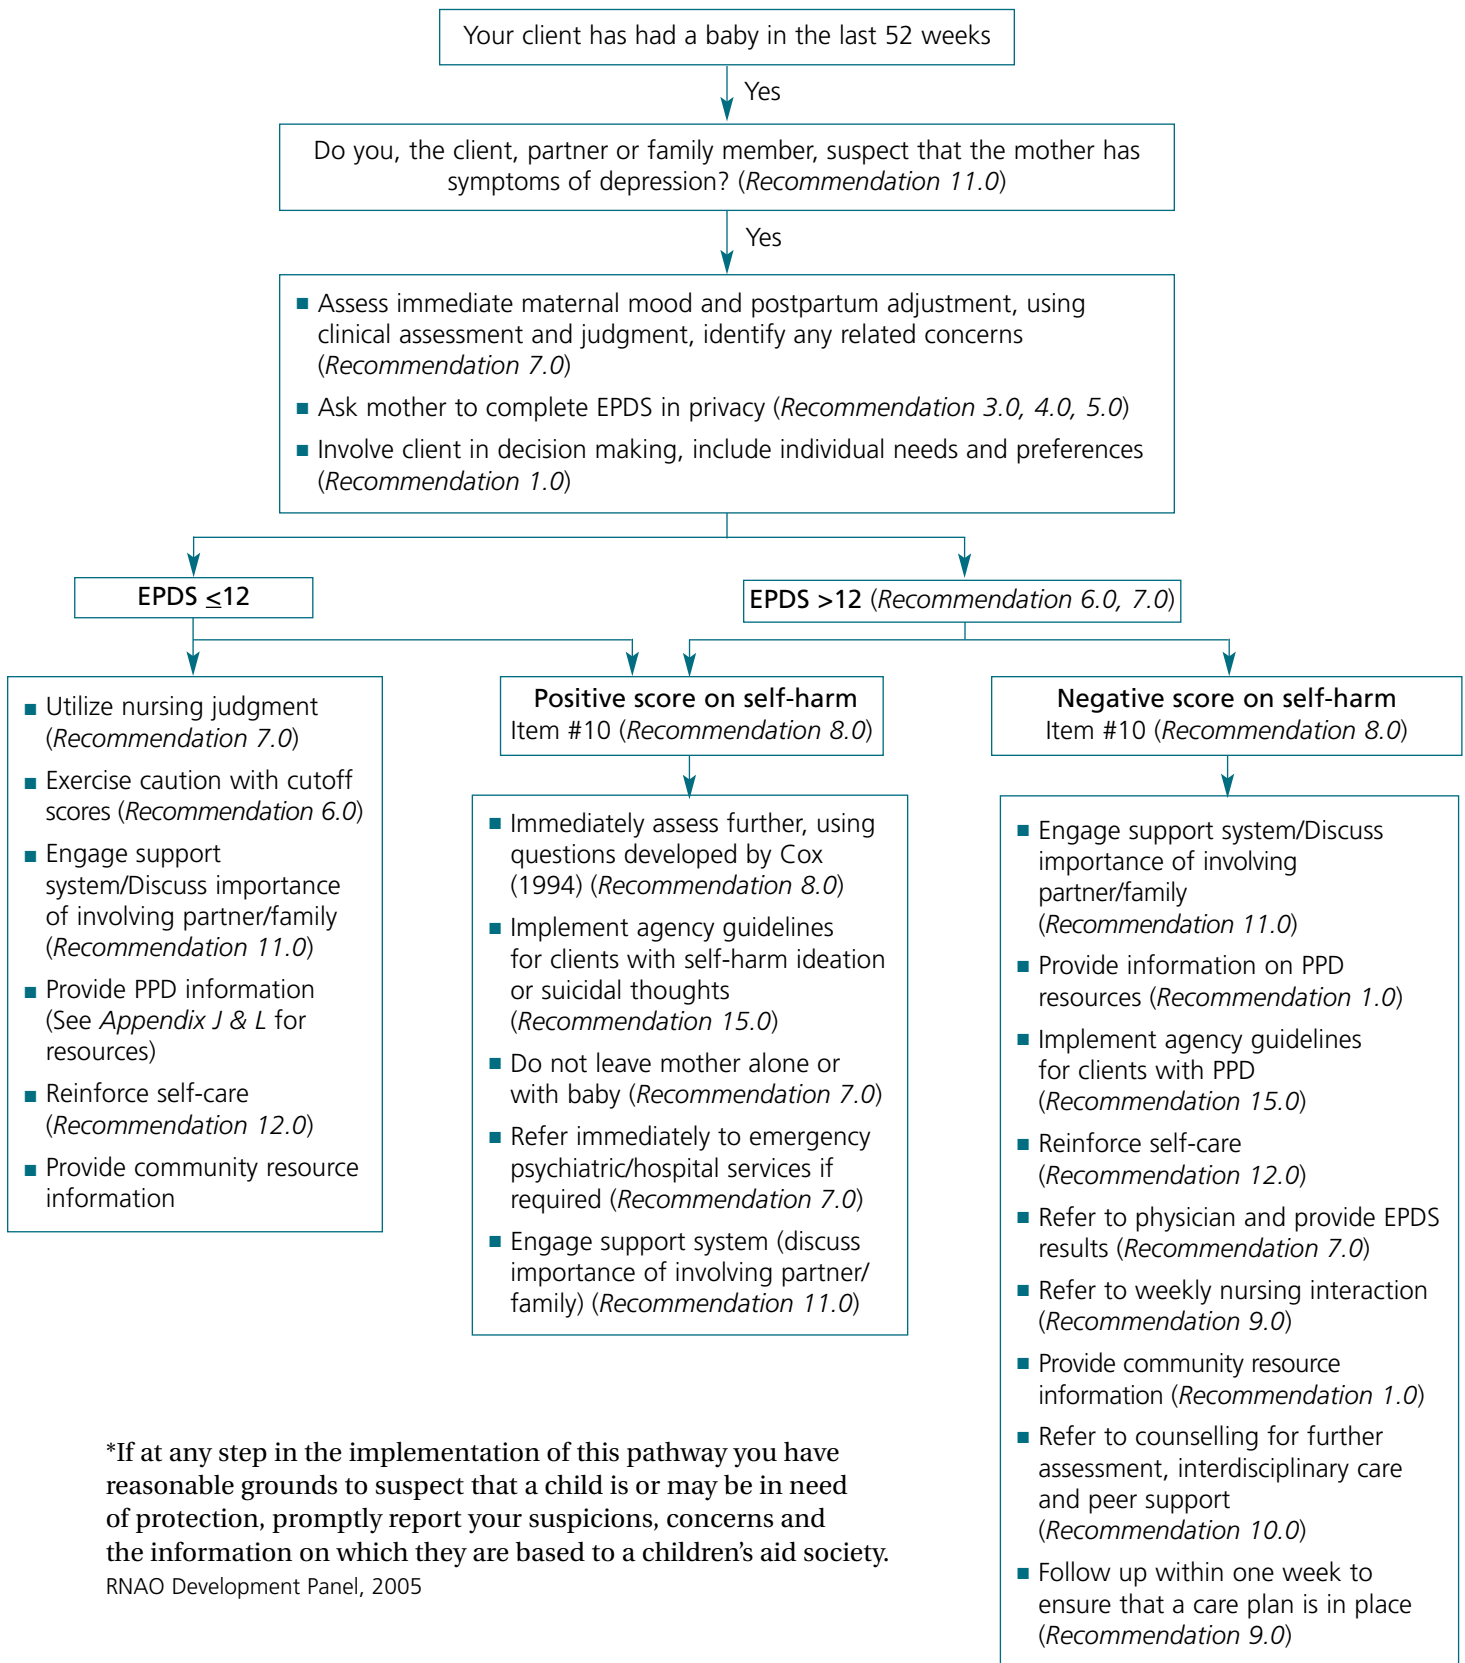 Your client has had a baby in the last 52 weeks
Yes
Do you, the client, partner or family member, suspect that the mother has
symptoms of depression? (Recommendation 11.0)
Yes
■ Assess immediate maternal mood and postpartum adjustment, using
clinical assessment and judgment, identify any related concerns
(Recommendation 7.0)
■ Ask mother to complete EPDS in privacy (Recommendation 3.0, 4.0, 5.0)
■ Involve client in decision making, include individual needs and preferences
(Recommendation 1.0)
EPDS ≤12
EPDS >12 (Recommendation 6.0, 7.0)
■ Utilize nursing judgment
(Recommendation 7.0)
■ Exercise caution with cutoff
scores (Recommendation 6.0)
■ Engage support
system/Discuss importance
of involving partner/family
(Recommendation 11.0)
■ Provide PPD information
(See Appendix J & L for
resources)
■ Reinforce self-care
(Recommendation 12.0)
■ Provide community resource
information
Positive score on self-harm
Item #10 (Recommendation 8.0)
■ Immediately assess further, using
questions developed by Cox
(1994) (Recommendation 8.0)
■ Implement agency guidelines
for clients with self-harm ideation
or suicidal thoughts
(Recommendation 15.0)
■ Do not leave mother alone or
with baby (Recommendation 7.0)
■ Refer immediately to emergency
psychiatric/hospital services if
required (Recommendation 7.0)
■ Engage support system (discuss
importance of involving partner/
family) (Recommendation 11.0)
Negative score on self-harm
Item #10 (Recommendation 8.0)
■ Engage support system/Discuss
importance of involving
partner/family
(Recommendation 11.0)
■ Provide information on PPD
resources (Recommendation 1.0)
■ Implement agency guidelines
for clients with PPD
(Recommendation 15.0)
■ Reinforce self-care
(Recommendation 12.0)
■ Refer to physician and provide EPDS
results (Recommendation 7.0)
■ Refer to weekly nursing interaction
(Recommendation 9.0)
■ Provide community resource
information (Recommendation 1.0)
■ Refer to counselling for further
assessment, interdisciplinary care
and peer support
(Recommendation 10.0)
■ Follow up within one week to
ensure that a care plan is in place
(Recommendation 9.0)
*If at any step in the implementation of this pathway you have
reasonable grounds to suspect that a child is or may be in need
of protection, promptly report your suspicions, concerns and
the information on which they are based to a children’s aid society.
RNAO Development Panel, 2005